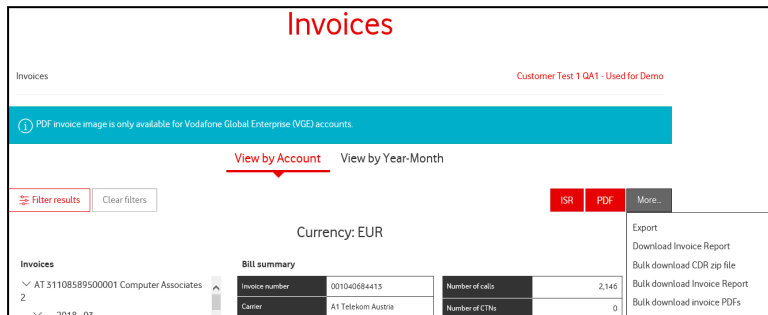 Invoices
Invoices
Customer Test 1 QA1 - Used for Demo
PDF invoice image is only available for Vodafone Global Enterprise (VGE) accounts.
View by Account View by Year-Month
Filter results Clear filters ISR PDF More...
Export
Download Invoice Report
Bulk download CDR zip file
Bulk download Invoice Report
Bulk download invoice PDFs
Currency: EUR
Invoices
AT 31108589500001 Computer Associates
2
2018 - 03
Bill summary
Invoice number 001040684413
Carrier A1 Telekom Austria
Number of calls 2,146
Number of CTNs 0